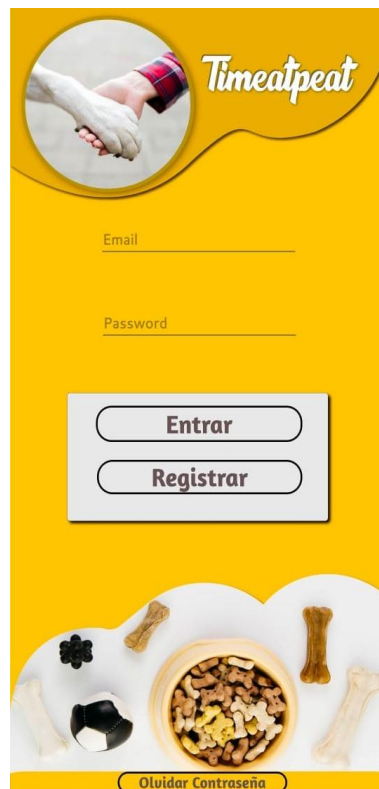 Timeatpeat
Email
Password
Entrar
Registrar
Olvidar Contraseña